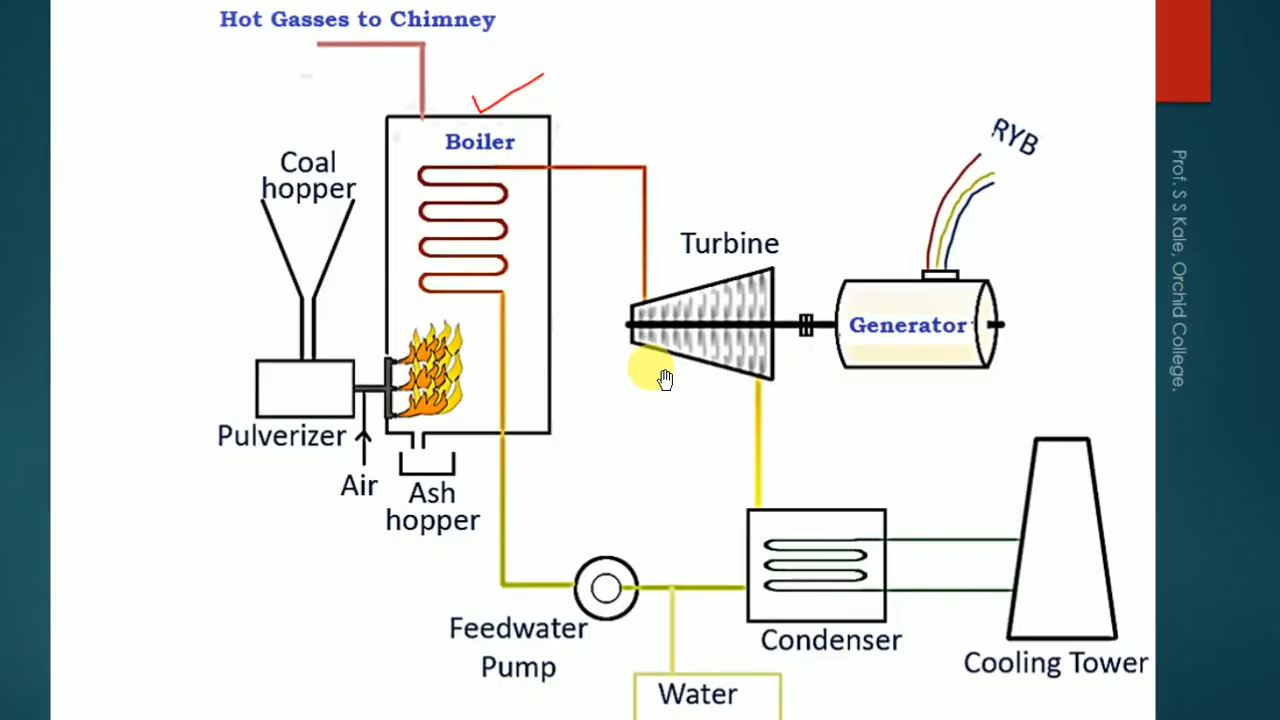 Hot Gasses to Chimney
Boiler
Coal
hopper
RYB
Turbine
Generator
Pulverizer
Air
Ash
hopper
Feedwater
Pump
Condenser
Cooling Tower
Water
Prof. S S Kale, Orchid College.